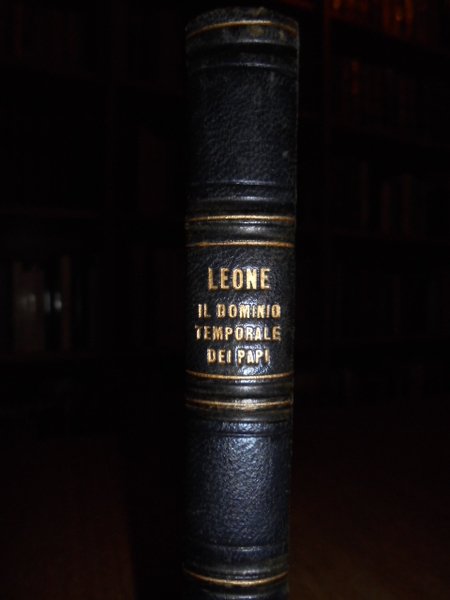 LEONE
IL DOMINIO
TEMPORALE
DEI PAPI